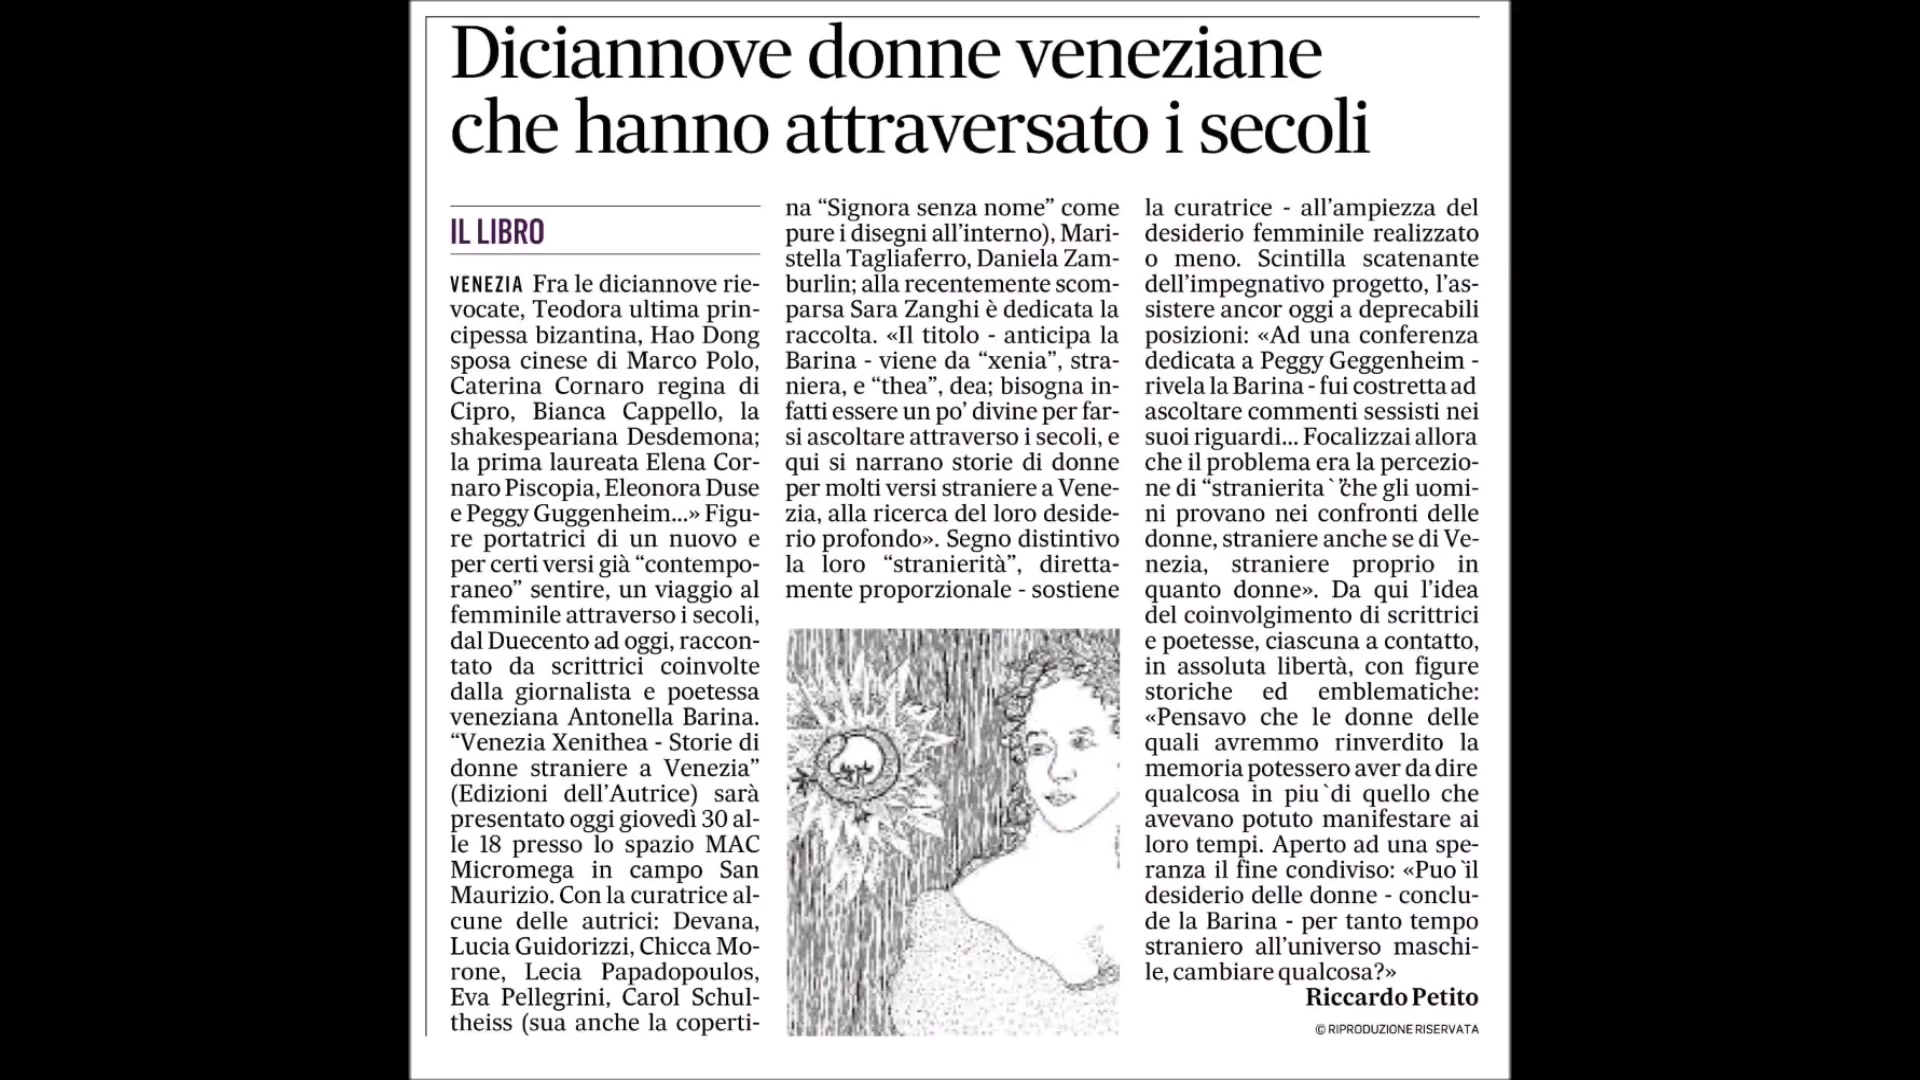 Diciannove donne veneziane
che hanno attraversato i secoli
IL LIBRO
VENEZIA Fra le diciannove rie-
vocate, Teodora ultima prin-
cipessa bizantina, Hao Dong
sposa cinese di Marco Polo,
Caterina Cornaro regina di
Cipro, Bianca Cappello, la
shakespeariana Desdemona;
la prima laureata Elena Cor-
naro Piscopia, Eleonora Duse
e Peggy Guggenheim...» Figu-
re portatrici di un nuovo e
per certi versi già “contempo-
raneo” sentire, un viaggio al
femminile attraverso i secoli,
dal Duecento ad oggi, raccon-
tato da scrittrici coinvolte
dalla giornalista e poetessa
veneziana Antonella Barina.
“Venezia Xenithea - Storie di
donne straniere a Venezia”
(Edizioni dell’Autrice) sarà
presentato oggi giovedì 30 al-
le 18 presso lo spazio MAC
Micromega in campo San
Maurizio. Con la curatrice al-
cune delle autrici: Devana,
Lucia Guidorizzi, Chicca Mo-
rone, Lecia Papadopoulos,
Eva Pellegrini, Carol Schul-
theiss (sua anche la coperti-
na “Signora senza nome” come
pure i disegni all’interno), Mari-
stella Tagliaferro, Daniela Zam-
burlin; alla recentemente scom-
parsa Sara Zanghi è dedicata la
raccolta. «Il titolo - anticipa la
Barina - viene da “xenia”, stra-
niera, e “thea”, dea; bisogna in-
fatti essere un po’ divine per far-
si ascoltare attraverso i secoli, e
qui si narrano storie di donne
per molti versi straniere a Vene-
zia, alla ricerca del loro deside-
rio profondo». Segno distintivo
la loro “stranierità”, diretta-
mente proporzionale - sostiene
la curatrice - all’ampiezza del
desiderio femminile realizzato
o meno. Scintilla scatenante
dell’impegnativo progetto, l’as-
sistere ancor oggi a deprecabili
posizioni: «Ad una conferenza
dedicata a Peggy Geggenheim -
rivela la Barina - fui costretta ad
ascoltare commenti sessisti nei
suoi riguardi... Focalizzai allora
che il problema era la percezio-
ne di “stranierita`” che gli uomi-
ni provano nei confronti delle
donne, straniere anche se di Ve-
nezia, straniere proprio in
quanto donne». Da qui l’idea
del coinvolgimento di scrittrici
e poetesse, ciascuna a contatto,
in assoluta libertà, con figure
storiche ed emblematiche:
«Pensavo che le donne delle
quali avremmo rinverdito la
memoria potessero aver da dire
qualcosa in piu`di quello che
avevano potuto manifestare ai
loro tempi. Aperto ad una spe-
ranza il fine condiviso: «Puo`il
desiderio delle donne - conclu-
de la Barina - per tanto tempo
straniero all’universo maschi-
le, cambiare qualcosa?»
Riccardo Petito
© RIPRODUZIONE RISERVATA